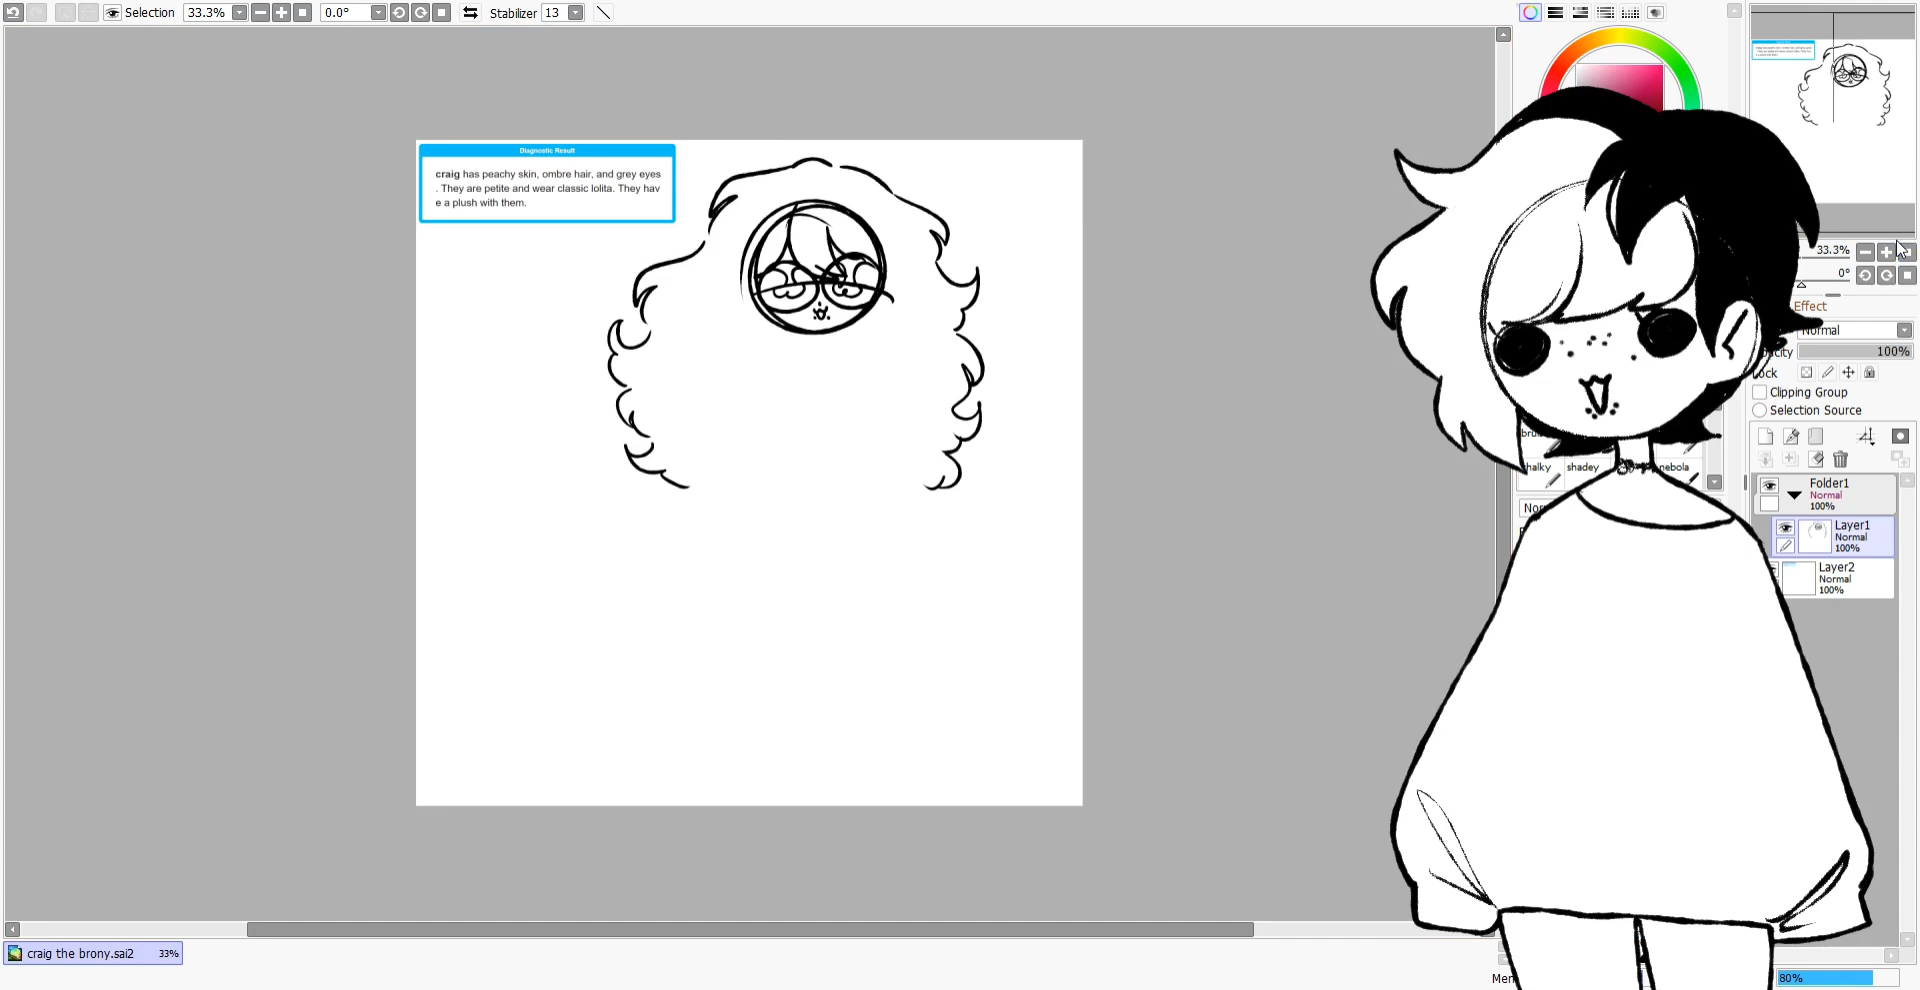 Selection 33.3% 0.0° Stabilizer 13
Diagnostic Result
craig has peachy skin, ombre hair, and grey eyes
. They are petite and wear classic lolita. They hav
e a plush with them.
33.3%
0°
Effect
Normal
100%
Lock
Clipping Group
Selection Source
shadey nebola
Folder1
Normal
100%
Layer1
Normal
100%
Layer2
Normal
100%
craig the brony.sai2 33%
80%